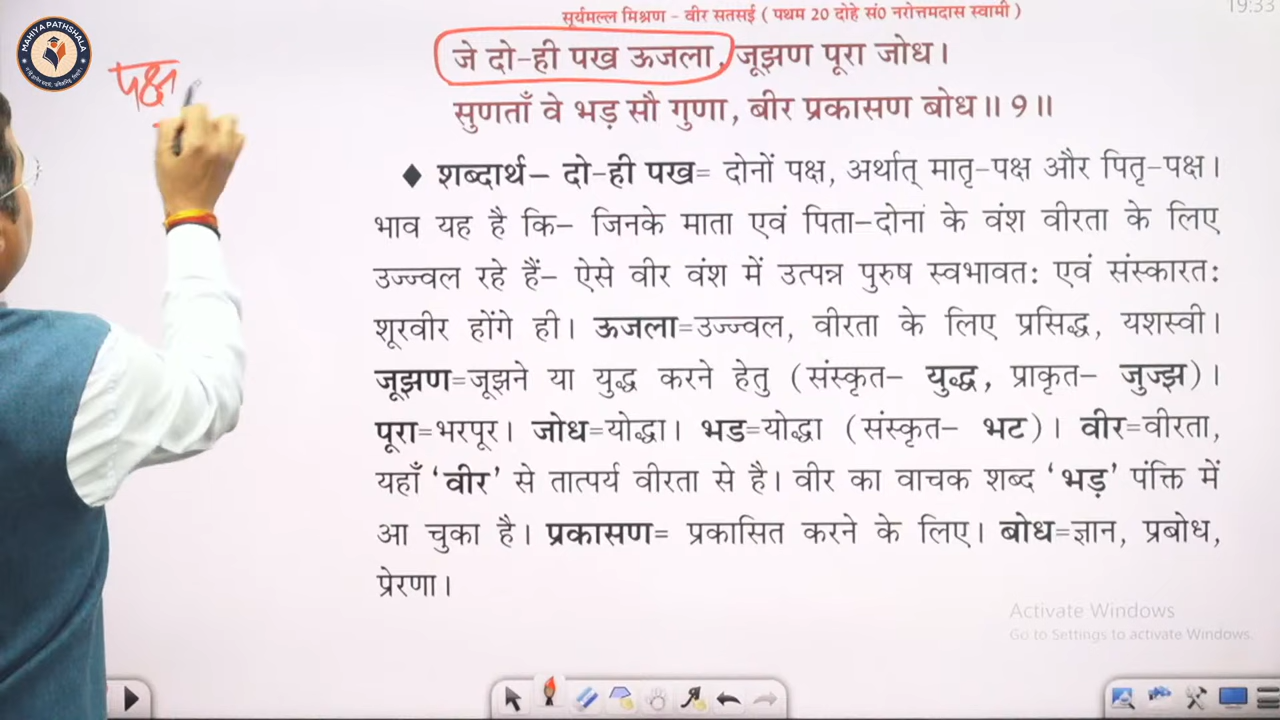 19:33
सूर्यमल्ल मिश्रण - वीर सतसई ( पथम 20 दोहे सं0 नरोत्तमदास स्वामी )
MAHIYA PATHSHALA
पक्ष
जे दो-ही पख ऊजला, जूझण पूरा जोध।
सुणताँ वे भड़ सौ गुणा, बीर प्रकासण बोध॥ 9॥
♦ शब्दार्थ– दो-ही पख= दोनों पक्ष, अर्थात् मातृ-पक्ष और पितृ-पक्ष।
भाव यह है कि– जिनके माता एवं पिता-दोनां के वंश वीरता के लिए
उज्ज्वल रहे हैं– ऐसे वीर वंश में उत्पन्न पुरुष स्वभावतः एवं संस्कारतः
शूरवीर होंगे ही। ऊजला=उज्ज्वल, वीरता के लिए प्रसिद्ध, यशस्वी।
जूझण=जूझने या युद्ध करने हेतु (संस्कृत– युद्ध, प्राकृत– जुज्झ)।
पूरा=भरपूर। जोध=योद्धा। भड=योद्धा (संस्कृत– भट)। वीर=वीरता,
यहाँ ‘वीर’ से तात्पर्य वीरता से है। वीर का वाचक शब्द ‘भड़’ पंक्ति में
आ चुका है। प्रकासण= प्रकासित करने के लिए। बोध=ज्ञान, प्रबोध,
प्रेरणा।
Activate Windows
Go to Settings to activate Windows.